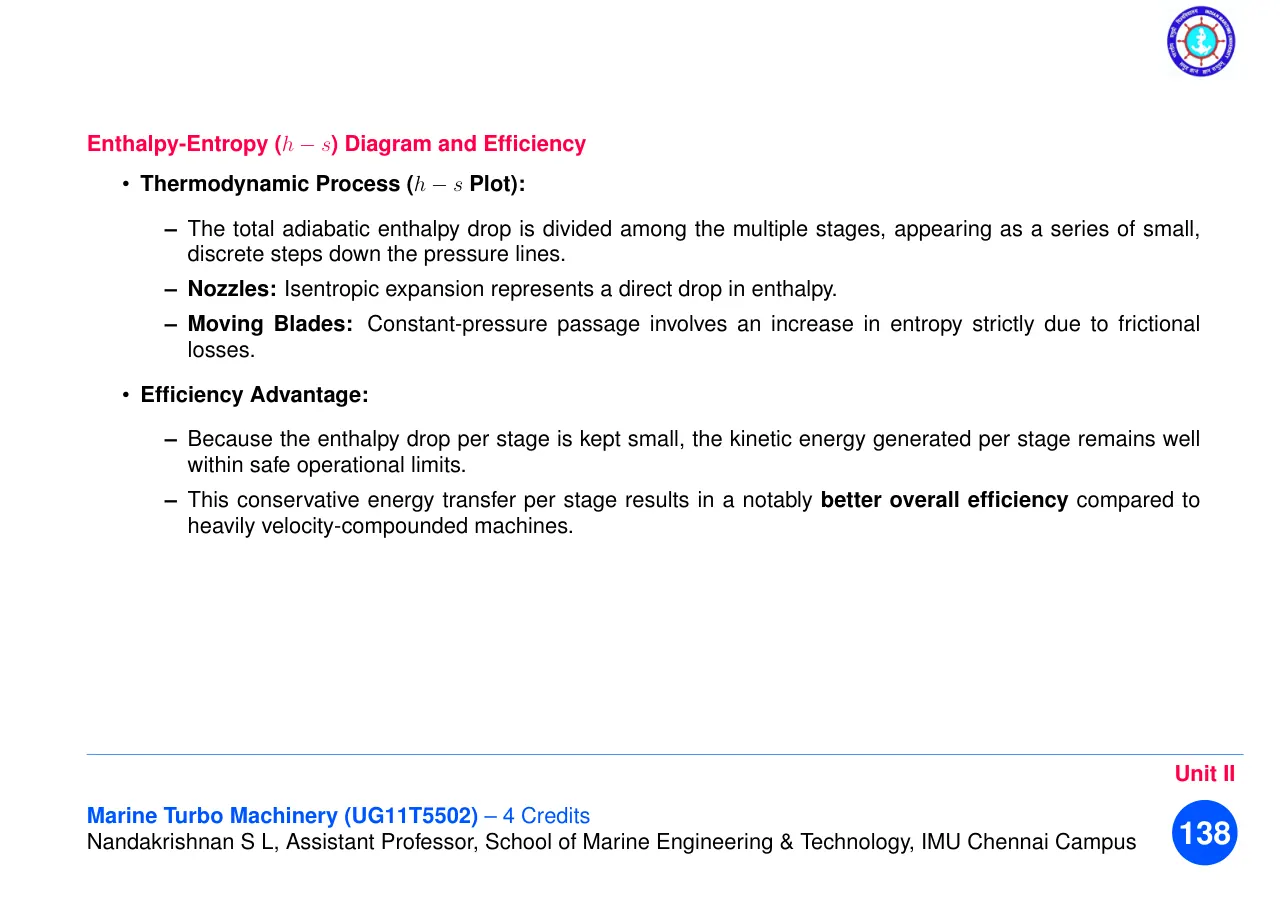 Enthalpy-Entropy (h − s) Diagram and Efficiency
• Thermodynamic Process (h − s Plot):
– The total adiabatic enthalpy drop is divided among the multiple stages, appearing as a series of small,
discrete steps down the pressure lines.
– Nozzles: Isentropic expansion represents a direct drop in enthalpy.
– Moving Blades: Constant-pressure passage involves an increase in entropy strictly due to frictional
losses.
• Efficiency Advantage:
– Because the enthalpy drop per stage is kept small, the kinetic energy generated per stage remains well
within safe operational limits.
– This conservative energy transfer per stage results in a notably better overall efficiency compared to
heavily velocity-compounded machines.
Unit II
Marine Turbo Machinery (UG11T5502) – 4 Credits
Nandakrishnan S L, Assistant Professor, School of Marine Engineering & Technology, IMU Chennai Campus
138